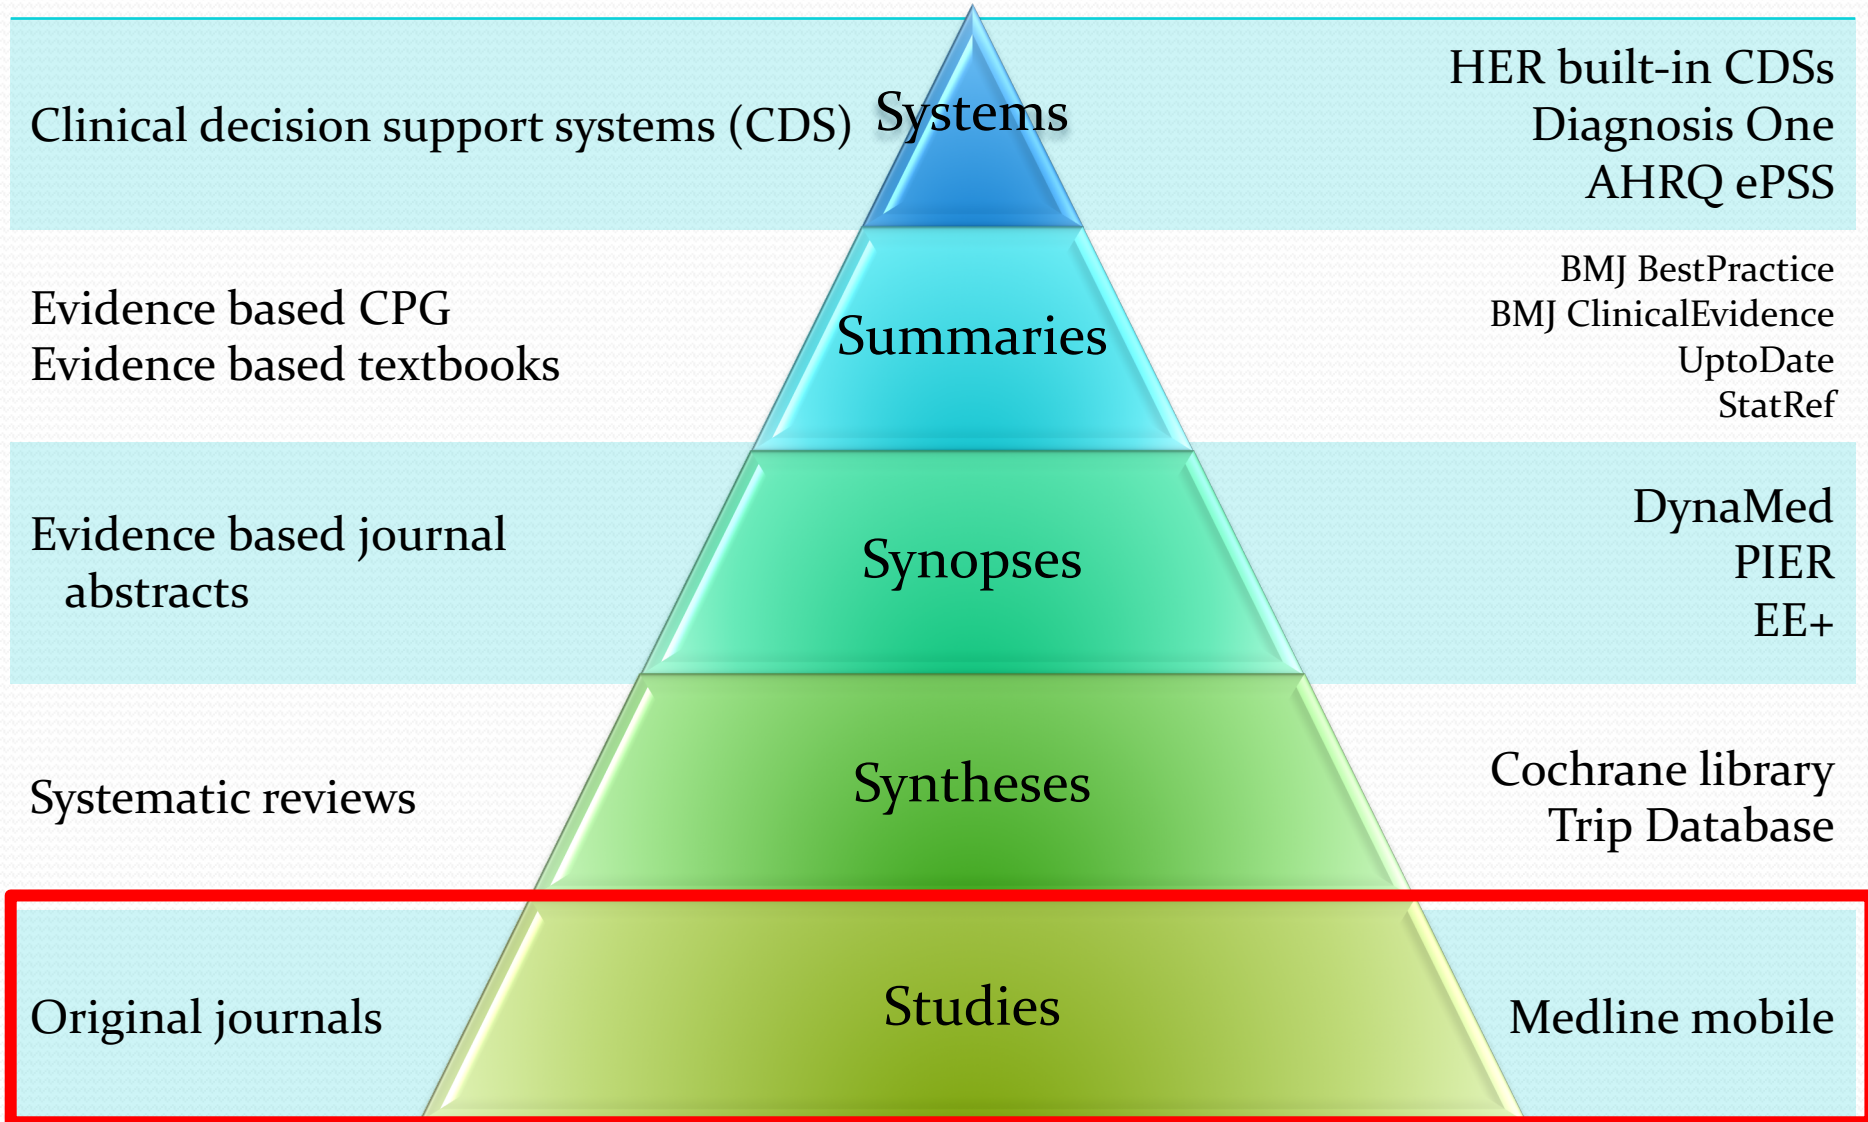 Clinical decision support systems (CDS)
Systems
HER built-in CDSs
Diagnosis One
AHRQ ePSS
Evidence based CPG
Evidence based textbooks
Summaries
BMJ BestPractice
BMJ ClinicalEvidence
UptoDate
StatRef
Evidence based journal
abstracts
Synopses
DynaMed
PIER
EE+
Systematic reviews
Syntheses
Cochrane library
Trip Database
Original journals
Studies
Medline mobile